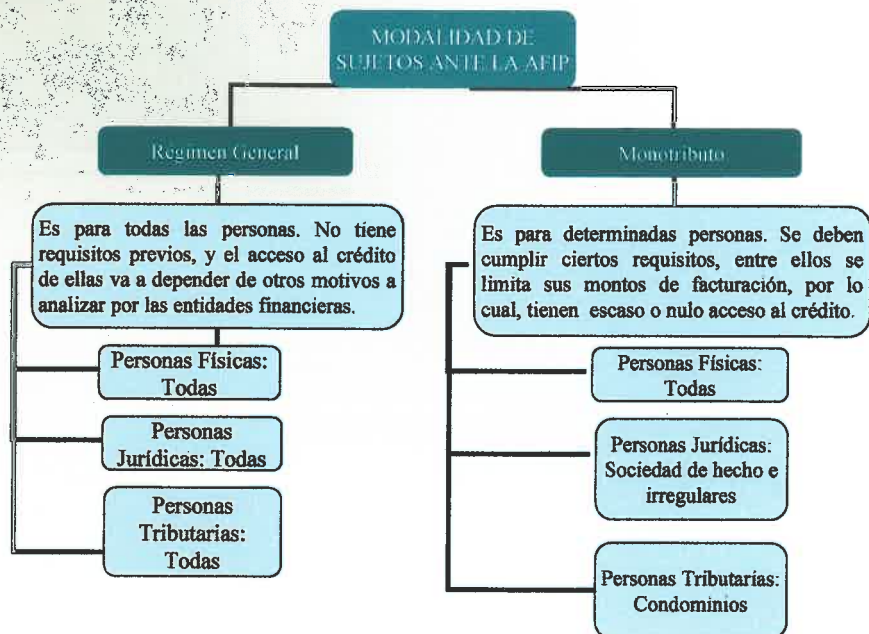 MODALIDAD DE
SUJETOS ANTE LA AFIP
Régimen General
Es para todas las personas. No tiene
requisitos previos, y el acceso al crédito
de ellas va a depender de otros motivos a
analizar por las entidades financieras.
Personas Físicas:
Todas
Personas
Jurídicas: Todas
Personas
Tributarias:
Todas
Monotributo
Es para determinadas personas. Se deben
cumplir ciertos requisitos, entre ellos se
limita sus montos de facturación, por lo
cual, tienen escaso o nulo acceso al crédito.
Personas Físicas:
Todas
Personas Jurídicas:
Sociedad de hecho e
irregulares
Personas Tributarias:
Condominios